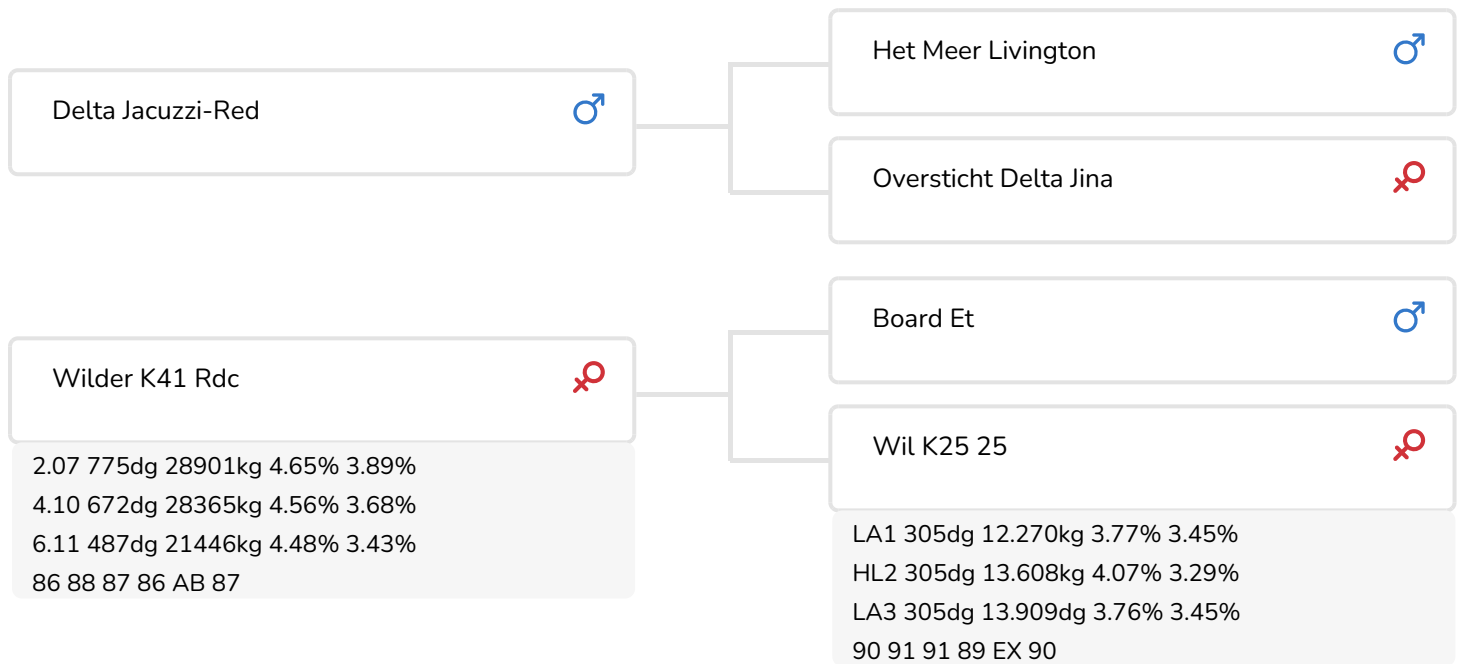 Het Meer Livington
Delta Jacuzzi-Red
Oversticht Delta Jina
Board Et
Wilder K41 Rdc
2.07 775dg 28901kg 4.65% 3.89%
4.10 672dg 28365kg 4.56% 3.68%
6.11 487dg 21446kg 4.48% 3.43%
86 88 87 86 AB 87
Wil K25 25
LA1 305dg 12.270kg 3.77% 3.45%
HL2 305dg 13.608kg 4.07% 3.29%
LA3 305dg 13.909dg 3.76% 3.45%
90 91 91 89 EX 90